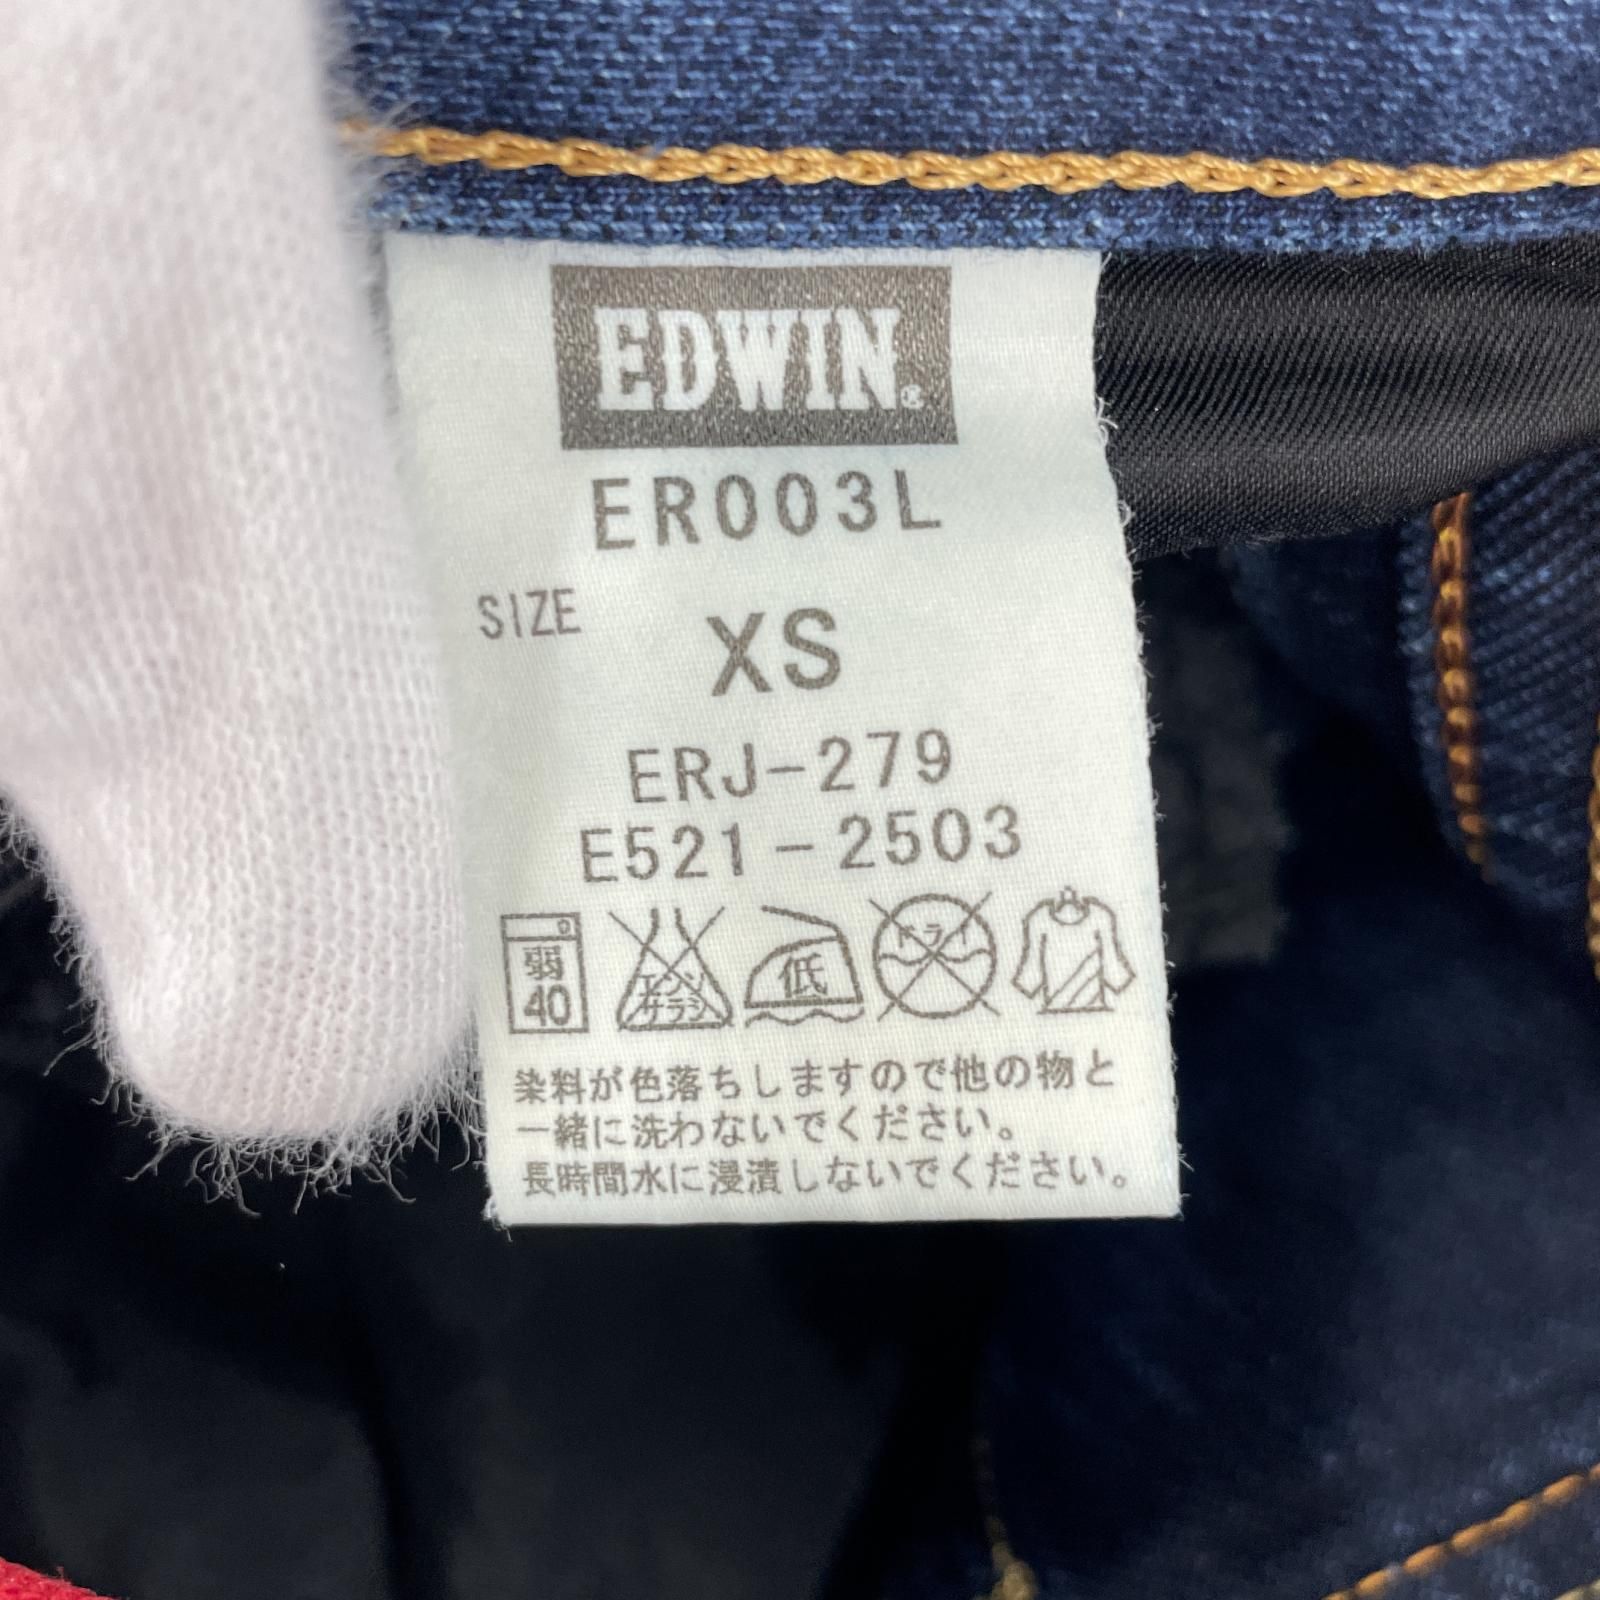 EDWIN®
ER003L
SIZE XS
ERJ-279
E521-2503
弱 40 エンソサラシ 低 ドライ
染料が色落ちしますので他の物と
一緒に洗わないでください。
長時間水に浸漬しないでください。